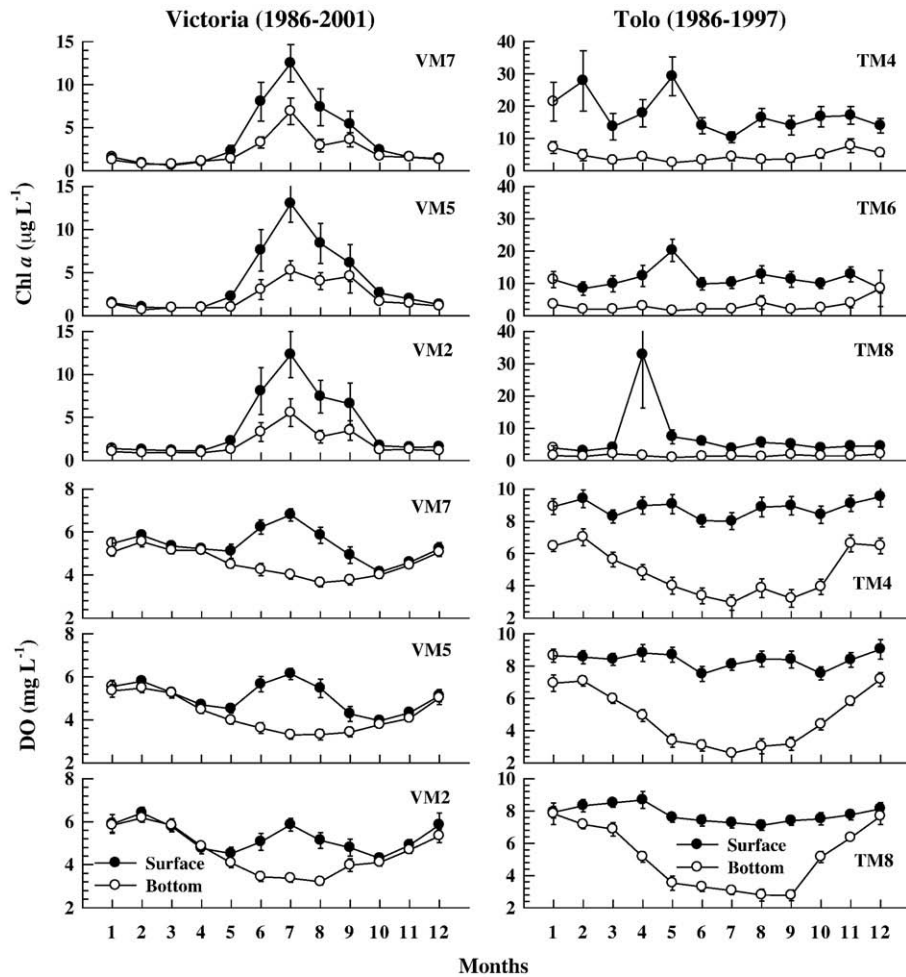 Victoria (1986-2001) Tolo (1986-1997)
15 VM7 40 TM4
10 30
5 20
0 10
0
15 VM5 40 TM6
10 30
5 20
0 10
0
15 VM2 40 TM8
10 30
5 20
0 10
0
Chl a (µg L-1)
8 VM7 10
6 8
4 6
2 4 TM4
2
8 VM5 10 TM6
6 8
4 6
2 4
2
8 VM2 10
6 8
4 Surface 6 Surface
2 Bottom 4 Bottom TM8
2
DO (mg L-1)
1 2 3 4 5 6 7 8 9 10 11 12 1 2 3 4 5 6 7 8 9 10 11 12
Months